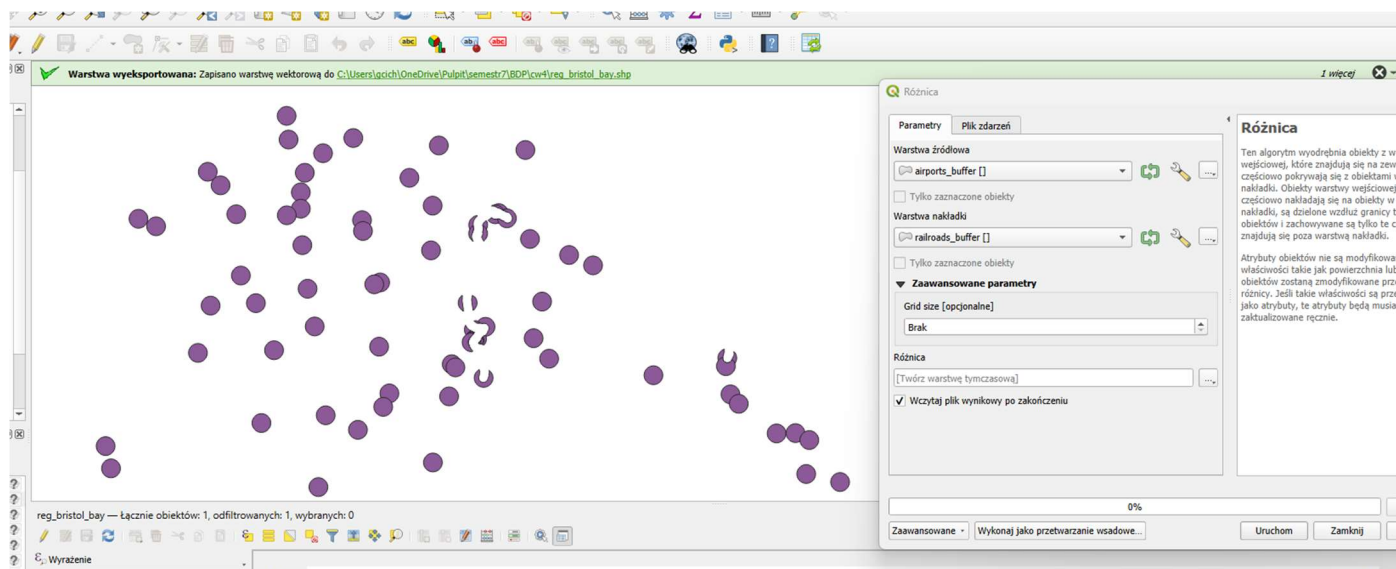 abc
abc
abc
Warstwa wyeksportowana: Zapisano warstwę wektorową do C:\Users\gcich\OneDrive\Pulpit\semestr7\BDP\cw4\reg_bristol_bay.shp
1 więcej
Różnica
Parametry
Plik zdarzeń
Warstwa źródłowa
airports_buffer []
Tylko zaznaczone obiekty
Warstwa nakładki
railroads_buffer []
Tylko zaznaczone obiekty
Zaawansowane parametry
Grid size [opcjonalne]
Brak
Różnica
[Twórz warstwę tymczasową]
Wczytaj plik wynikowy po zakończeniu
Różnica
Ten algorytm wyodrębnia obiekty z w
wejściowej, które znajdują się na zew
częściowo pokrywają się z obiektami
nakładki. Obiekty warstwy wejściowej
częściowo nakładają się na obiekty w
nakładki, są dzielone wzdłuż granicy t
obiektów i zachowywane są tylko te c
znajdują się poza warstwą nakładki.
Atrybuty obiektów nie są modyfikowa
właściwości takie jak powierzchnia lub
obiektów zostaną zmodyfikowane prze
różnicy. Jeśli takie właściwości są prze
jako atrybuty, te atrybuty będą musia
zaktualizowane ręcznie.
0%
Zaawansowane
Wykonaj jako przetwarzanie wsadowe...
Uruchom
Zamknij
reg_bristol_bay — Łącznie obiektów: 1, odfiltrowanych: 1, wybranych: 0
Wyrażenie